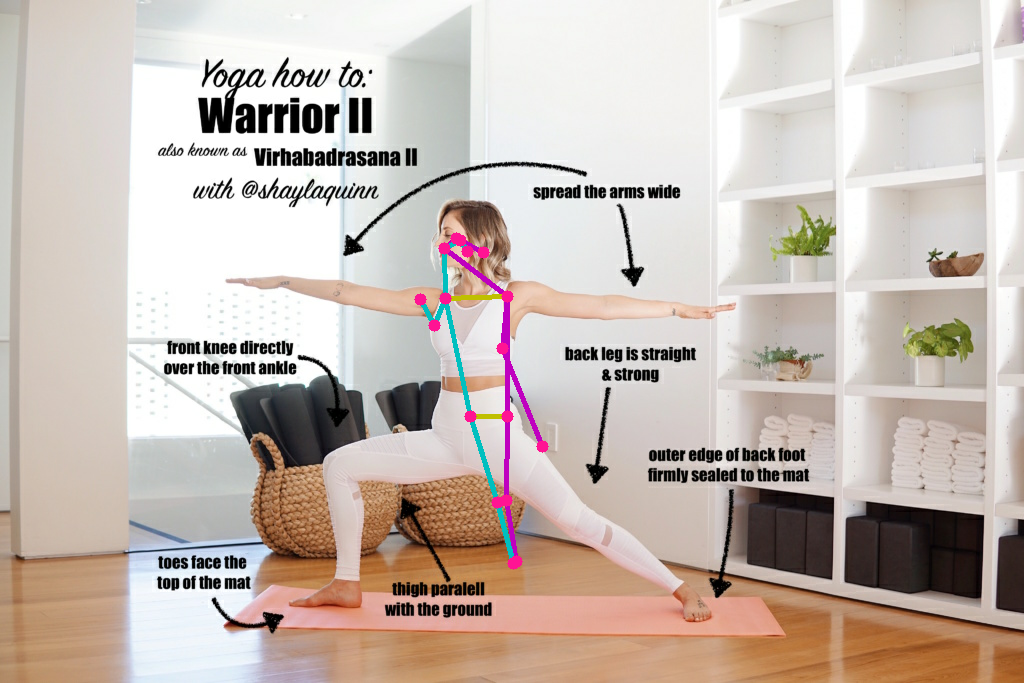 Yoga how to:
Warrior II
also known as Virhabadrasana II
with @shaylaquinn
spread the arms wide
front knee directly
over the front ankle
back leg is straight
& strong
outer edge of back foot
firmly sealed to the mat
toes face the
top of the mat
thigh paralell
with the ground